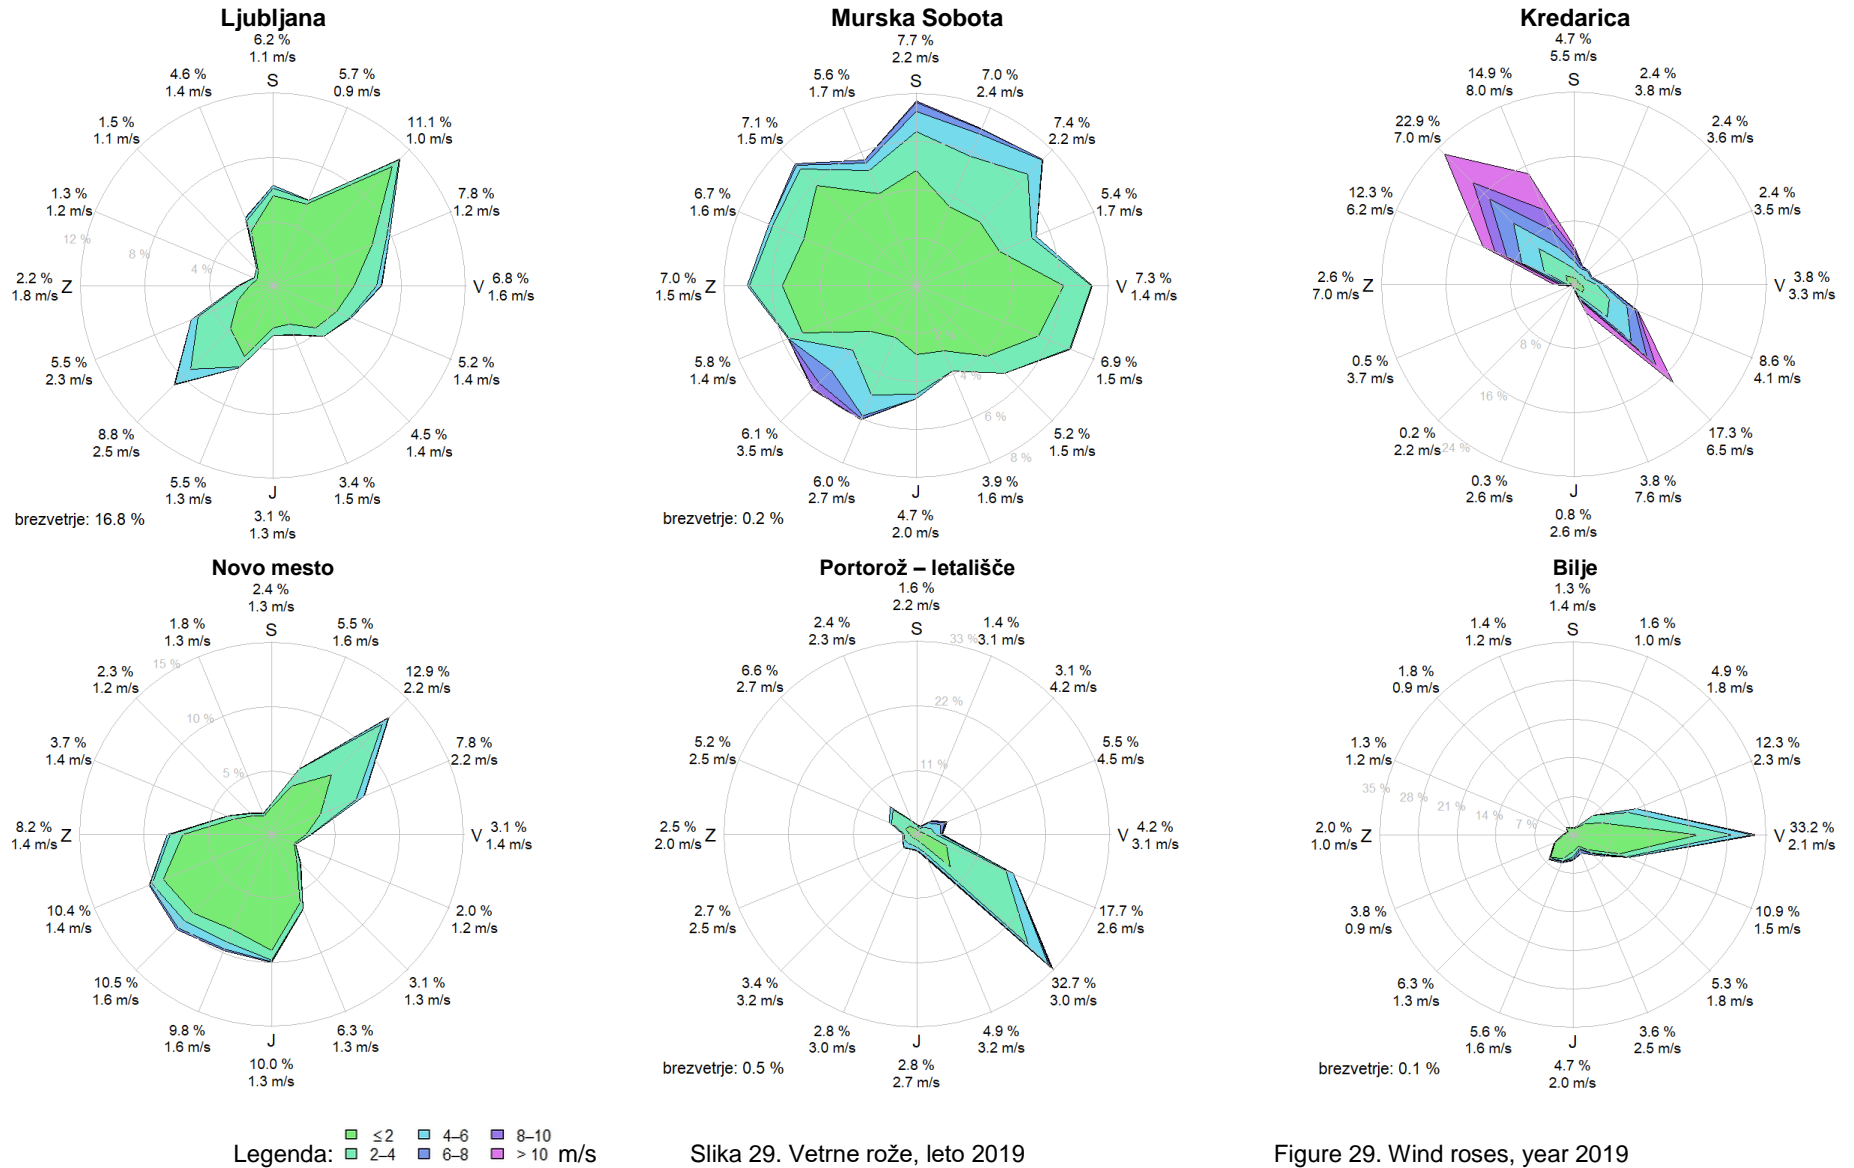 Ljubljana
6.2 %
1.1 m/s
S
5.7 %
0.9 m/s
11.1 %
1.0 m/s
7.8 %
1.2 m/s
V 6.8 %
1.6 m/s
5.2 %
1.4 m/s
4.5 %
1.4 m/s
3.4 %
1.5 m/s
J
3.1 %
1.3 m/s
5.5 %
1.3 m/s
8.8 %
2.5 m/s
5.5 %
2.3 m/s
2.2 %
1.8 m/s Z
1.3 %
1.2 m/s
1.5 %
1.1 m/s
4.6 %
1.4 m/s
12 %
8 %
4 %
brezvetrje: 16.8 %
Murska Sobota
7.7 %
2.2 m/s
S
7.0 %
2.4 m/s
7.4 %
2.2 m/s
5.4 %
1.7 m/s
V 7.3 %
1.4 m/s
6.9 %
1.5 m/s
5.2 %
1.5 m/s
3.9 %
1.6 m/s
J
4.7 %
2.0 m/s
6.0 %
2.7 m/s
6.1 %
3.5 m/s
5.8 %
1.4 m/s
7.0 %
1.5 m/s Z
6.7 %
1.6 m/s
7.1 %
1.5 m/s
5.6 %
1.7 m/s
4 %
6 %
8 %
brezvetrje: 0.2 %
Kredarica
4.7 %
5.5 m/s
S
2.4 %
3.8 m/s
2.4 %
3.6 m/s
2.4 %
3.5 m/s
V 3.8 %
3.3 m/s
8.6 %
4.1 m/s
17.3 %
6.5 m/s
3.8 %
7.6 m/s
J
0.8 %
2.6 m/s
0.3 %
2.6 m/s
0.2 %
2.2 m/s
0.5 %
3.7 m/s
2.6 %
7.0 m/s Z
12.3 %
6.2 m/s
22.9 %
7.0 m/s
14.9 %
8.0 m/s
8 %
16 %
24 %
Novo mesto
2.4 %
1.3 m/s
S
5.5 %
1.6 m/s
12.9 %
2.2 m/s
7.8 %
2.2 m/s
V 3.1 %
1.4 m/s
2.0 %
1.2 m/s
3.1 %
1.3 m/s
6.3 %
1.3 m/s
J
10.0 %
1.3 m/s
9.8 %
1.6 m/s
10.5 %
1.6 m/s
10.4 %
1.4 m/s
8.2 %
1.4 m/s Z
3.7 %
1.4 m/s
2.3 %
1.2 m/s
1.8 %
1.3 m/s
15 %
10 %
5 %
Portorož – letališče
1.6 %
2.2 m/s
S
1.4 %
3.1 m/s
3.1 %
4.2 m/s
5.5 %
4.5 m/s
V 4.2 %
3.1 m/s
17.7 %
2.6 m/s
32.7 %
3.0 m/s
4.9 %
3.2 m/s
J
2.8 %
2.7 m/s
2.8 %
3.0 m/s
3.4 %
3.2 m/s
2.7 %
2.5 m/s
2.5 %
2.0 m/s Z
5.2 %
2.5 m/s
6.6 %
2.7 m/s
2.4 %
2.3 m/s
33 %
22 %
11 %
brezvetrje: 0.5 %
Bilje
1.3 %
1.4 m/s
S
1.6 %
1.0 m/s
4.9 %
1.8 m/s
12.3 %
2.3 m/s
V 33.2 %
2.1 m/s
10.9 %
1.5 m/s
5.3 %
1.8 m/s
3.6 %
2.5 m/s
J
4.7 %
2.0 m/s
5.6 %
1.6 m/s
6.3 %
1.3 m/s
3.8 %
0.9 m/s
2.0 %
1.0 m/s Z
1.3 %
1.2 m/s
1.8 %
0.9 m/s
1.4 %
1.2 m/s
35 %
28 %
21 %
14 %
7 %
brezvetrje: 0.1 %
Legenda: ≤ 2 4–6 8–10
2–4 6–8 > 10 m/s
Slika 29. Vetrne rože, leto 2019
Figure 29. Wind roses, year 2019